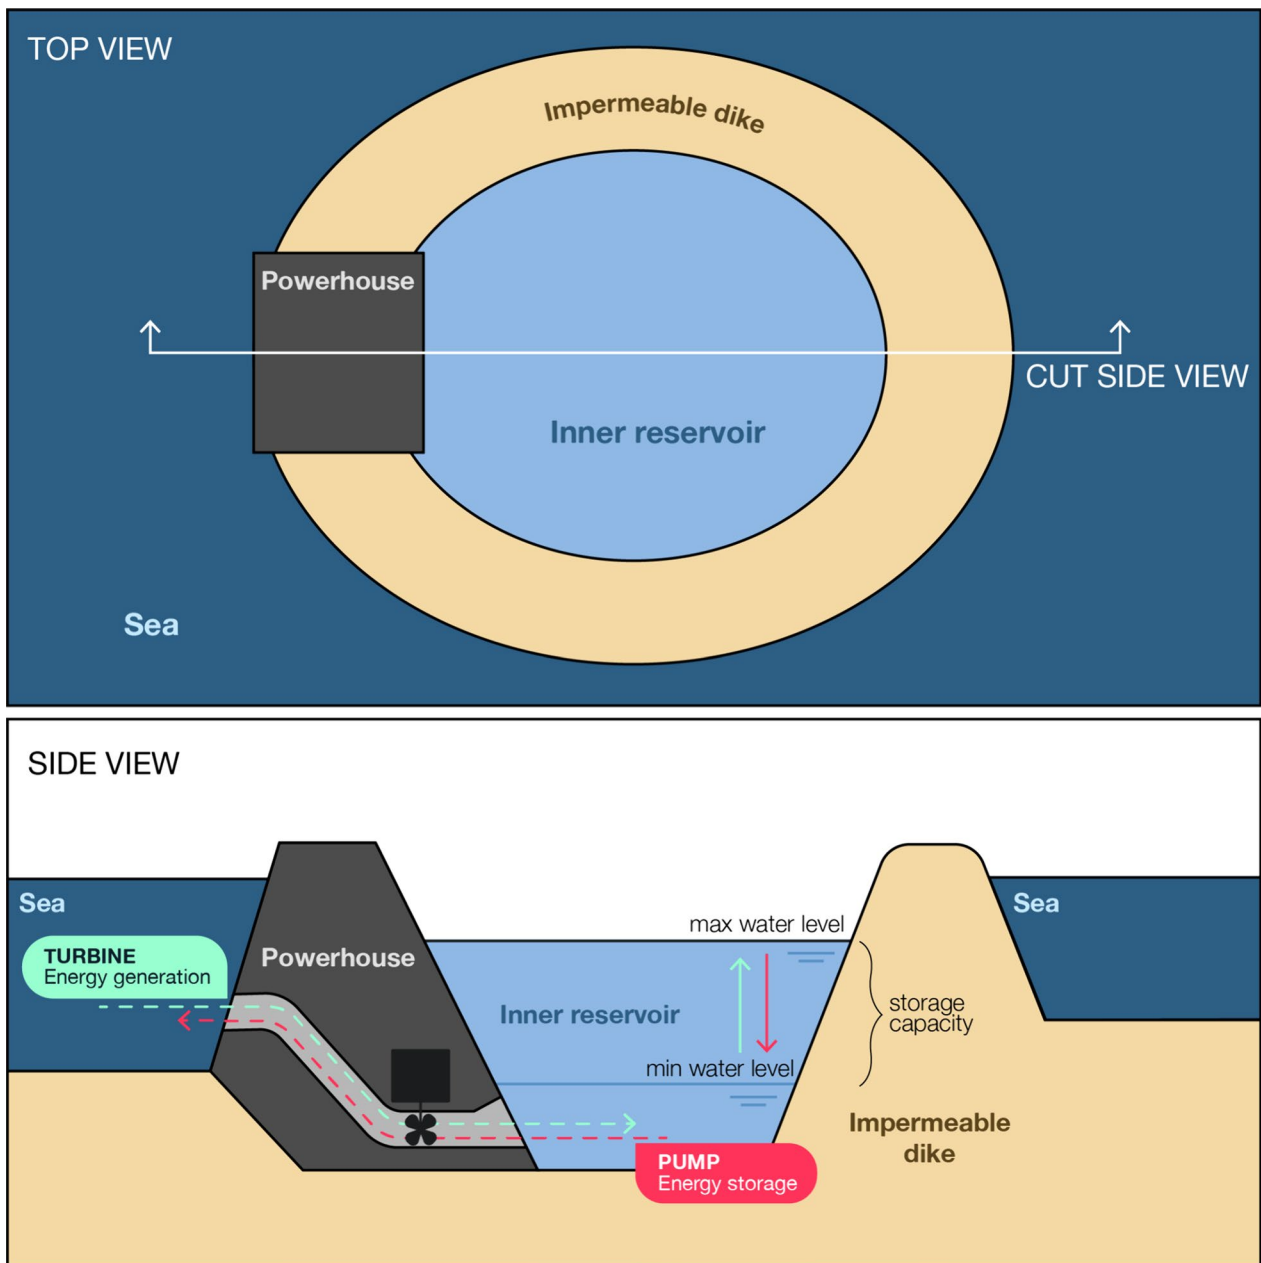 TOP VIEW
Impermeable dike
Powerhouse
CUT SIDE VIEW
Inner reservoir
Sea
SIDE VIEW
Sea
Sea
max water level
TURBINE
Energy generation
Powerhouse
storage
capacity
Inner reservoir
min water level
Impermeable
dike
PUMP
Energy storage